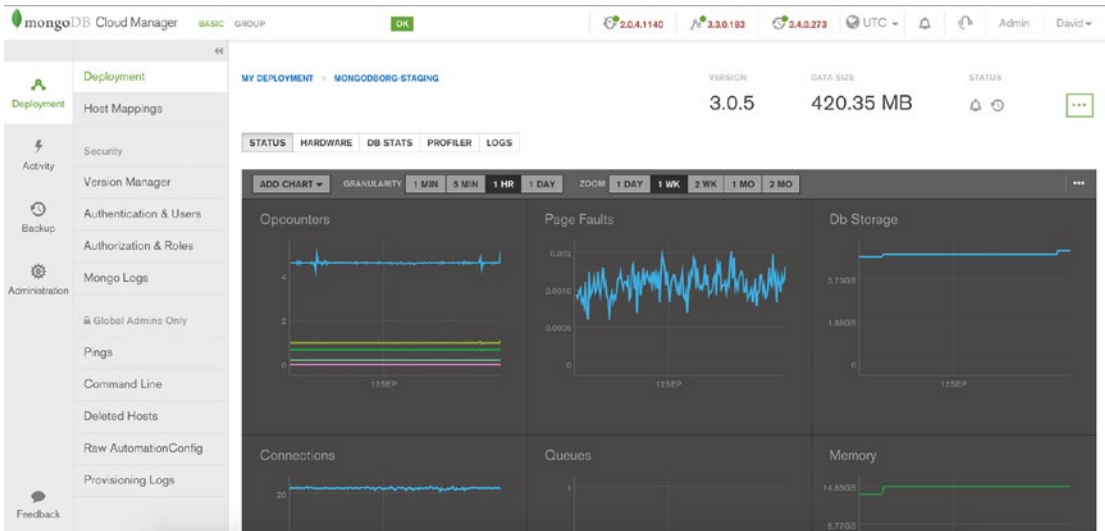 mongoDB Cloud Manager BASIC GROUP OK 2.0.4.1140 3.3.0.183 3.4.0.273 UTC Admin David
Deployment
Activity
Backup
Administration
Feedback
Deployment
Host Mappings
Security
Version Manager
Authentication & Users
Authorization & Roles
Mongo Logs
Global Admins Only
Pings
Command Line
Deleted Hosts
Raw AutomationConfig
Provisioning Logs
MY DEPLOYMENT > MONGODBORG-STAGING
VERSION DATA SIZE STATUS
3.0.5 420.35 MB
STATUS HARDWARE DB STATS PROFILER LOGS
ADD CHART GRANULARITY 1 MIN 5 MIN 1 HR 1 DAY ZOOM 1 DAY 1 WK 2 WK 1 MO 2 MO
Opcounters
4
2
0
12SEP
Page Faults
0.002
0.0010
0.0005
0
12SEP
Db Storage
3.73GB
1.86GB
0
12SEP
Connections
20
Queues
1
Memory
14.65GB
9.77GB